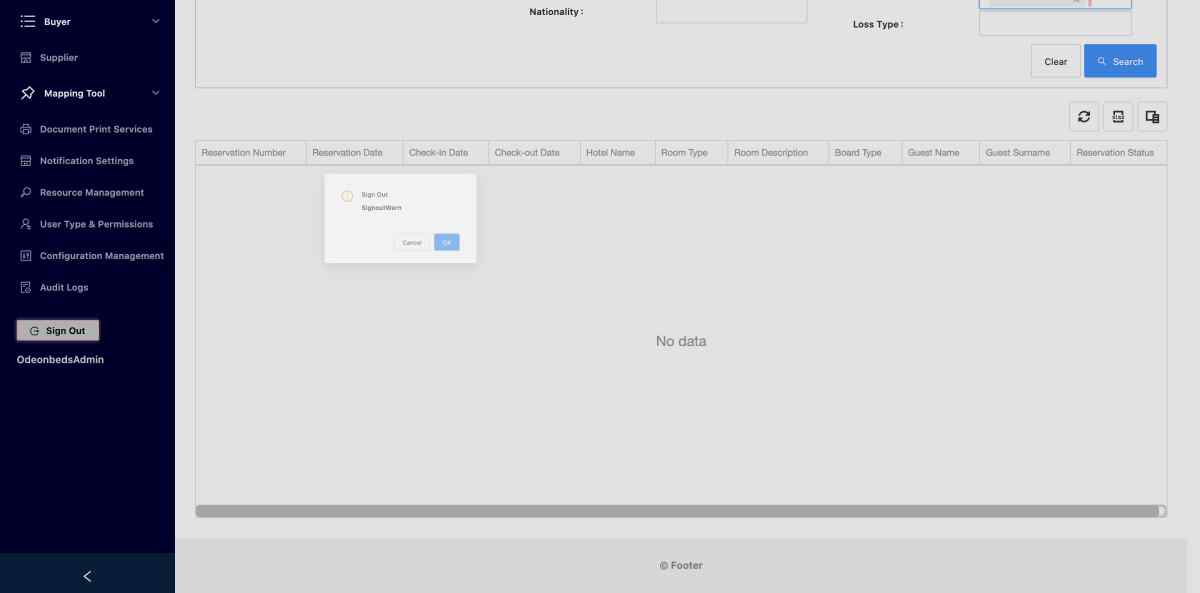 Buyer
Supplier
Mapping Tool
Document Print Services
Notification Settings
Resource Management
User Type & Permissions
Configuration Management
Audit Logs
Sign Out
OdeonbedsAdmin
Nationality :
Loss Type :
Clear
Search
Reservation Number
Reservation Date
Check-in Date
Check-out Date
Hotel Name
Room Type
Room Description
Board Type
Guest Name
Guest Surname
Reservation Status
Sign Out
SignoutWarn
Cancel
OK
No data
© Footer